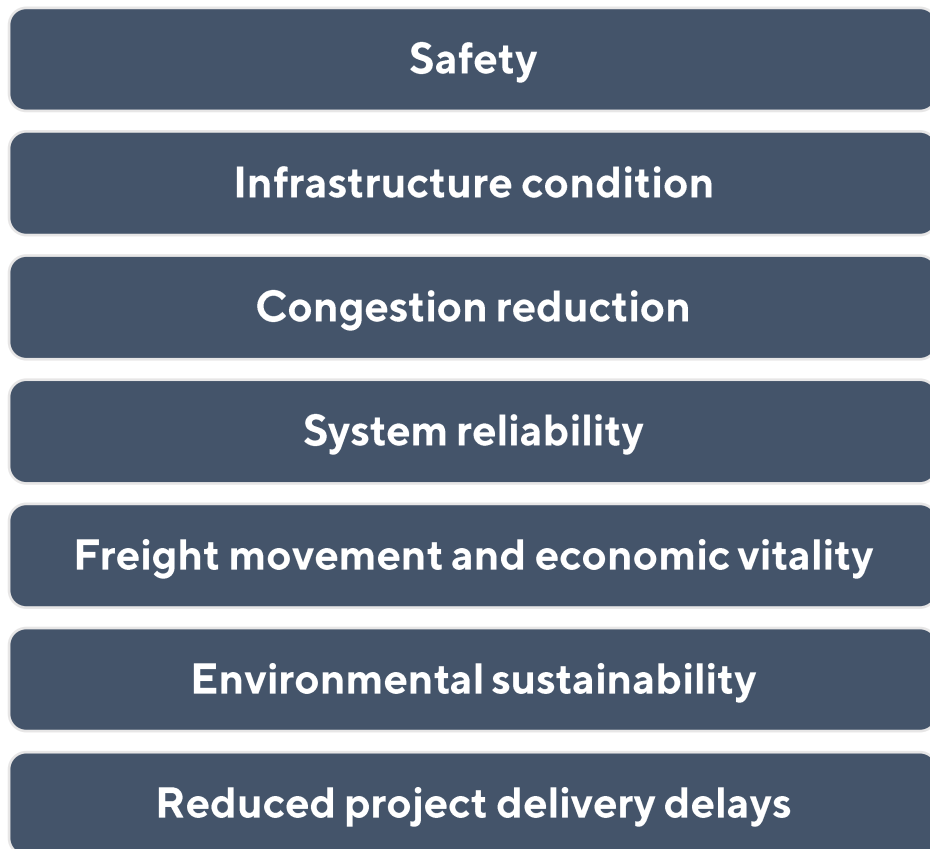 Safety
Infrastructure condition
Congestion reduction
System reliability
Freight movement and economic vitality
Environmental sustainability
Reduced project delivery delays